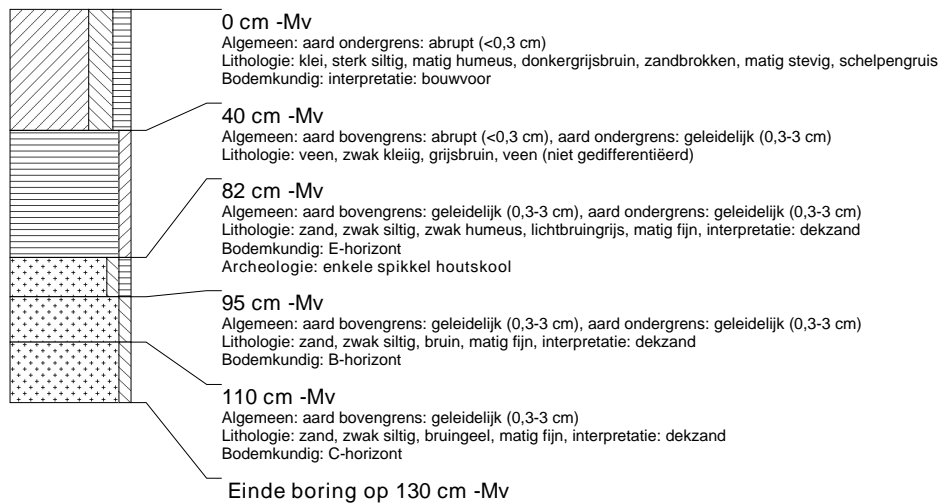 0 cm -Mv
Algemeen: aard ondergrens: abrupt (<0,3 cm)
Lithologie: klei, sterk siltig, matig humeus, donkergrijsbruin, zandbrokken, matig stevig, schelpengruis
Bodemkundig: interpretatie: bouwvoor
40 cm -Mv
Algemeen: aard bovengrens: abrupt (<0,3 cm), aard ondergrens: geleidelijk (0,3-3 cm)
Lithologie: veen, zwak kleiig, grijsbruin, veen (niet gedifferentiëerd)
82 cm -Mv
Algemeen: aard bovengrens: geleidelijk (0,3-3 cm), aard ondergrens: geleidelijk (0,3-3 cm)
Lithologie: zand, zwak siltig, zwak humeus, lichtbruingrijs, matig fijn, interpretatie: dekzand
Bodemkundig: E-horizont
Archeologie: enkele spikkel houtskool
95 cm -Mv
Algemeen: aard bovengrens: geleidelijk (0,3-3 cm), aard ondergrens: geleidelijk (0,3-3 cm)
Lithologie: zand, zwak siltig, bruin, matig fijn, interpretatie: dekzand
Bodemkundig: B-horizont
110 cm -Mv
Algemeen: aard bovengrens: geleidelijk (0,3-3 cm)
Lithologie: zand, zwak siltig, bruingeel, matig fijn, interpretatie: dekzand
Bodemkundig: C-horizont
Einde boring op 130 cm -Mv